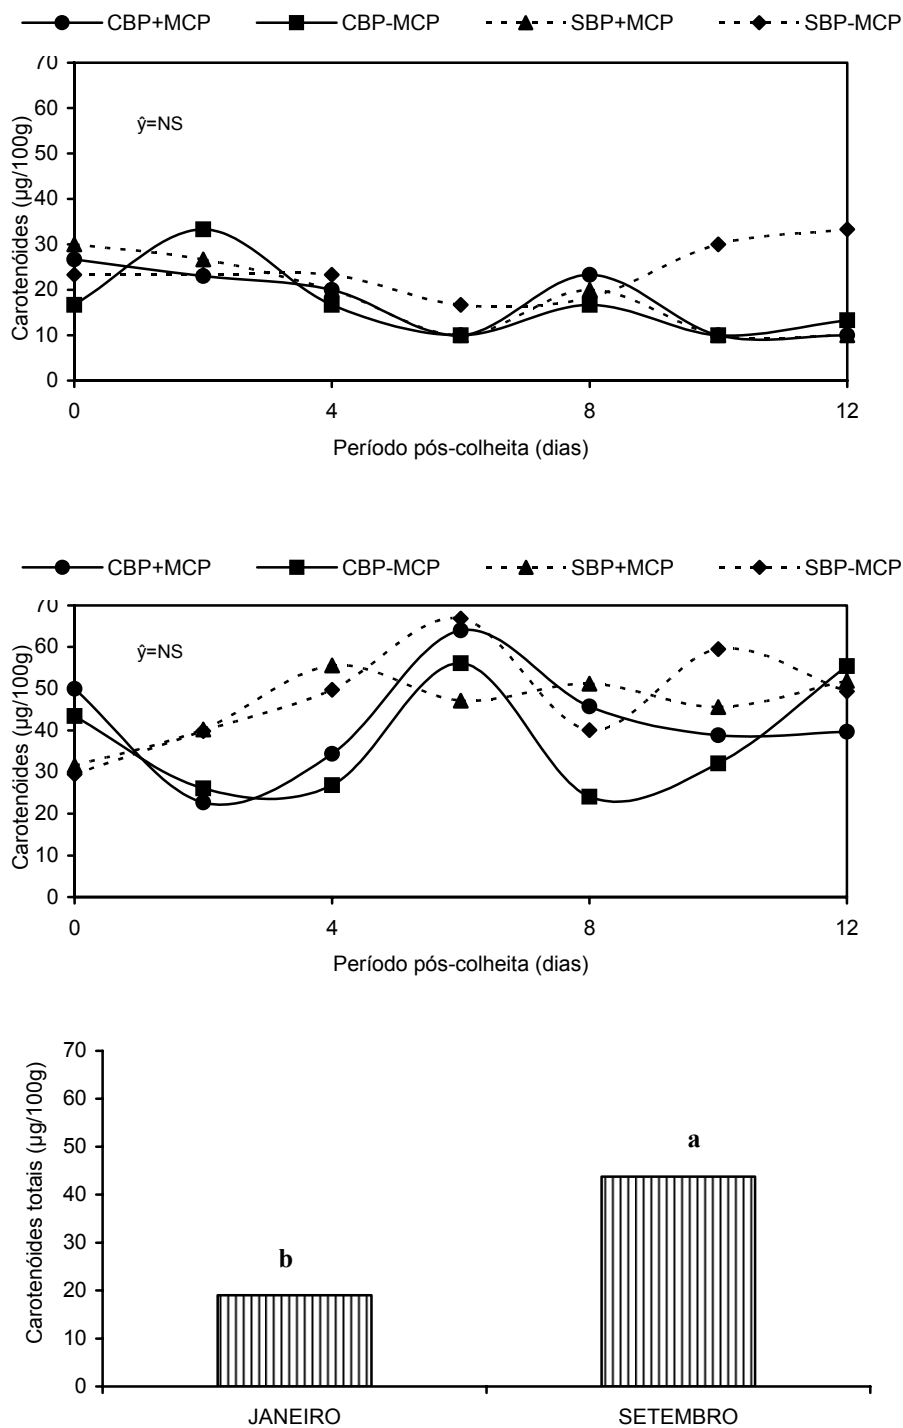 CBP+MCP CBP-MCP SBP+MCP SBP-MCP
70
60
ŷ=NS
50
40
30
20
10
0
Carotenóides (µg/100g)
0 4 8 12
Período pós-colheita (dias)
CBP+MCP CBP-MCP SBP+MCP SBP-MCP
70
60
ŷ=NS
50
40
30
20
10
0
Carotenóides (µg/100g)
0 4 8 12
Período pós-colheita (dias)
70
60
50
a
40
30
b
20
10
0
Carotenóides totais (µg/100g)
JANEIRO SETEMBRO